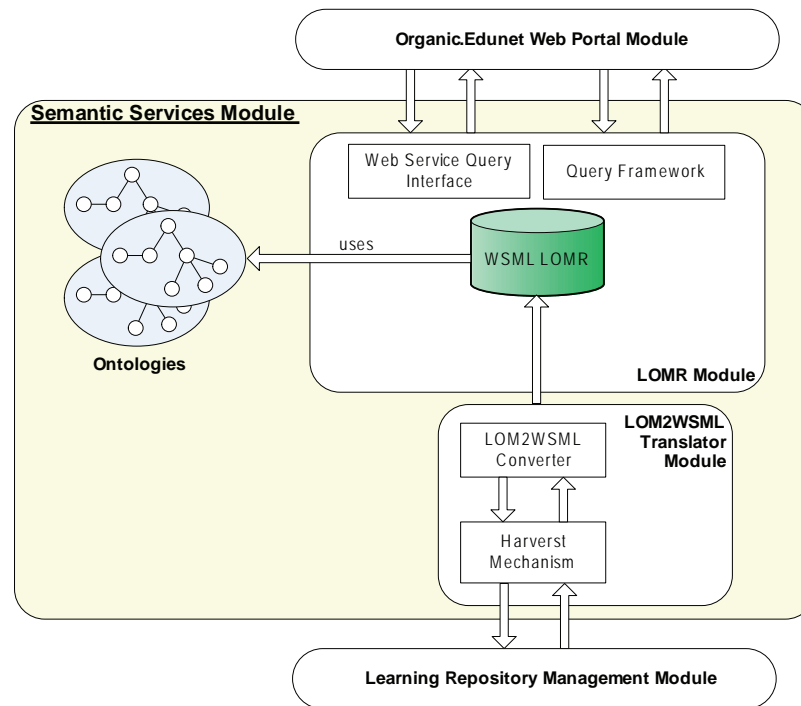 Organic.Edunet Web Portal Module
Semantic Services Module
Web Service Query
Interface
Query Framework
uses
WSML LOMR
Ontologies
LOMR Module
LOM2WSML
Translator
Module
LOM2WSML
Converter
Harverst
Mechanism
Learning Repository Management Module